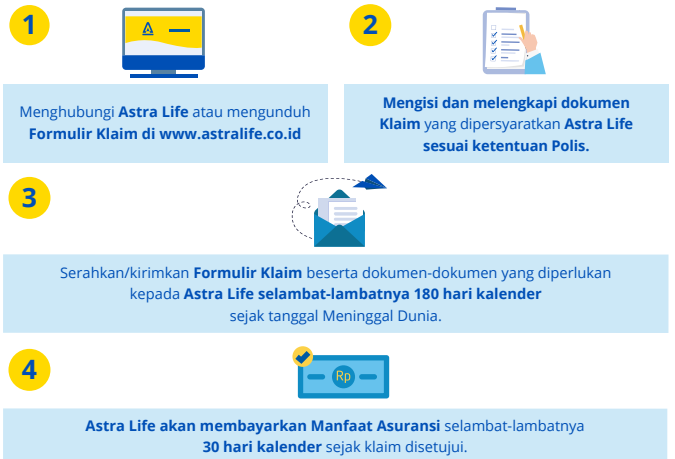 1
Menghubungi Astra Life atau mengunduh
Formulir Klaim di www.astralife.co.id
2
Mengisi dan melengkapi dokumen
Klaim yang dipersyaratkan Astra Life
sesuai ketentuan Polis.
3
Serahkan/kirimkan Formulir Klaim beserta dokumen-dokumen yang diperlukan
kepada Astra Life selambat-lambatnya 180 hari kalender
sejak tanggal Meninggal Dunia.
4
Rp
Astra Life akan membayarkan Manfaat Asuransi selambat-lambatnya
30 hari kalender sejak klaim disetujui.